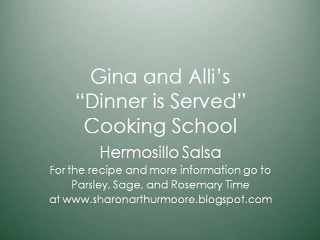 Gina and Alli’s
“Dinner is Served”
Cooking School
Hermosillo Salsa
For the recipe and more information go to
Parsley, Sage, and Rosemary Time
at www.sharonarthurmoore.blogspot.com